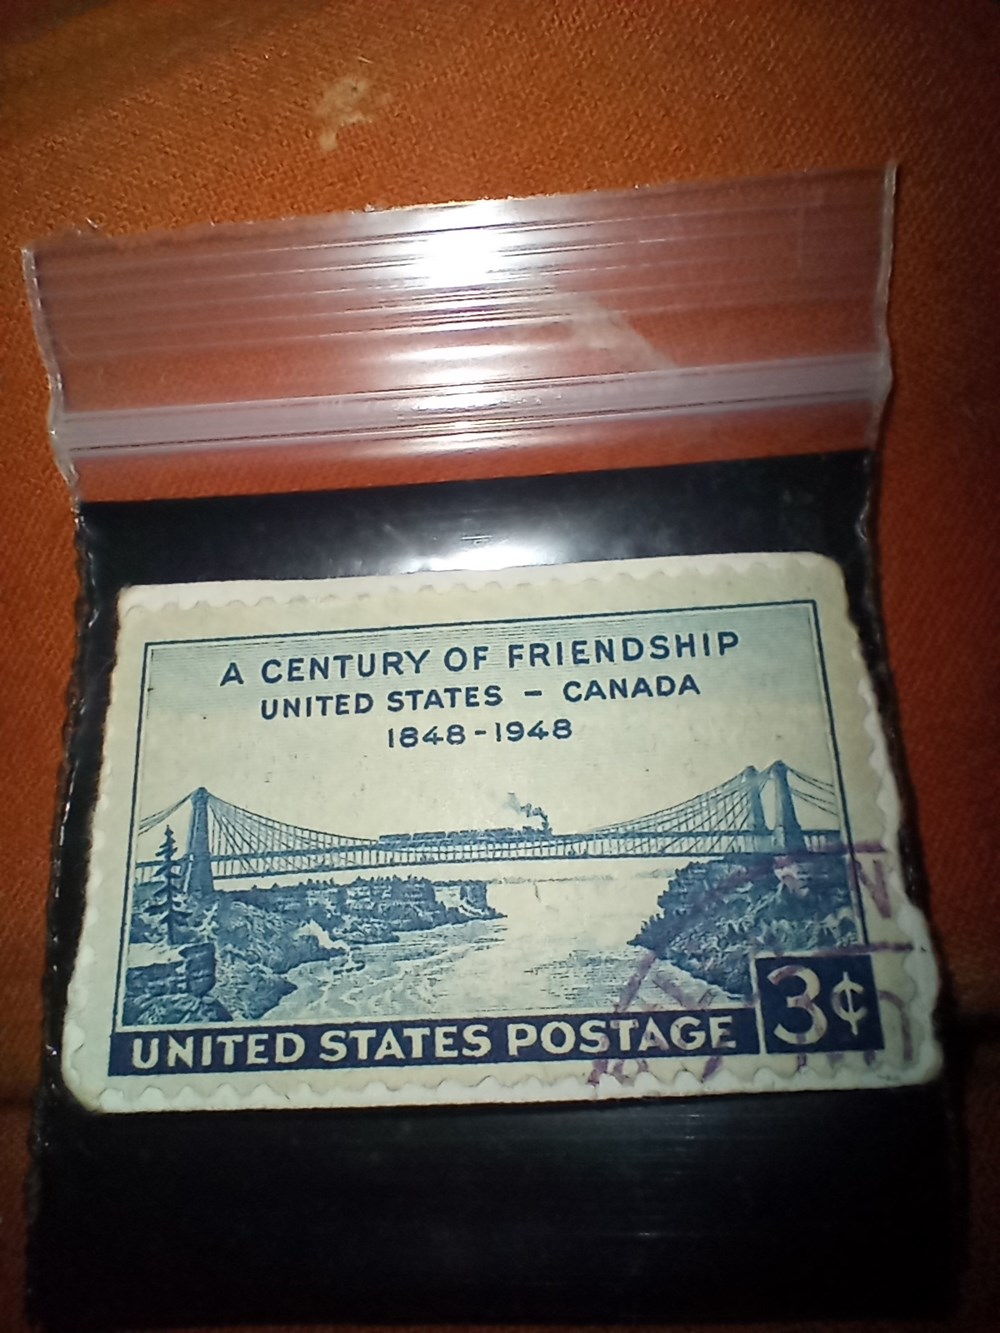 A CENTURY OF FRIENDSHIP
UNITED STATES – CANADA
1848-1948
3¢
UNITED STATES POSTAGE